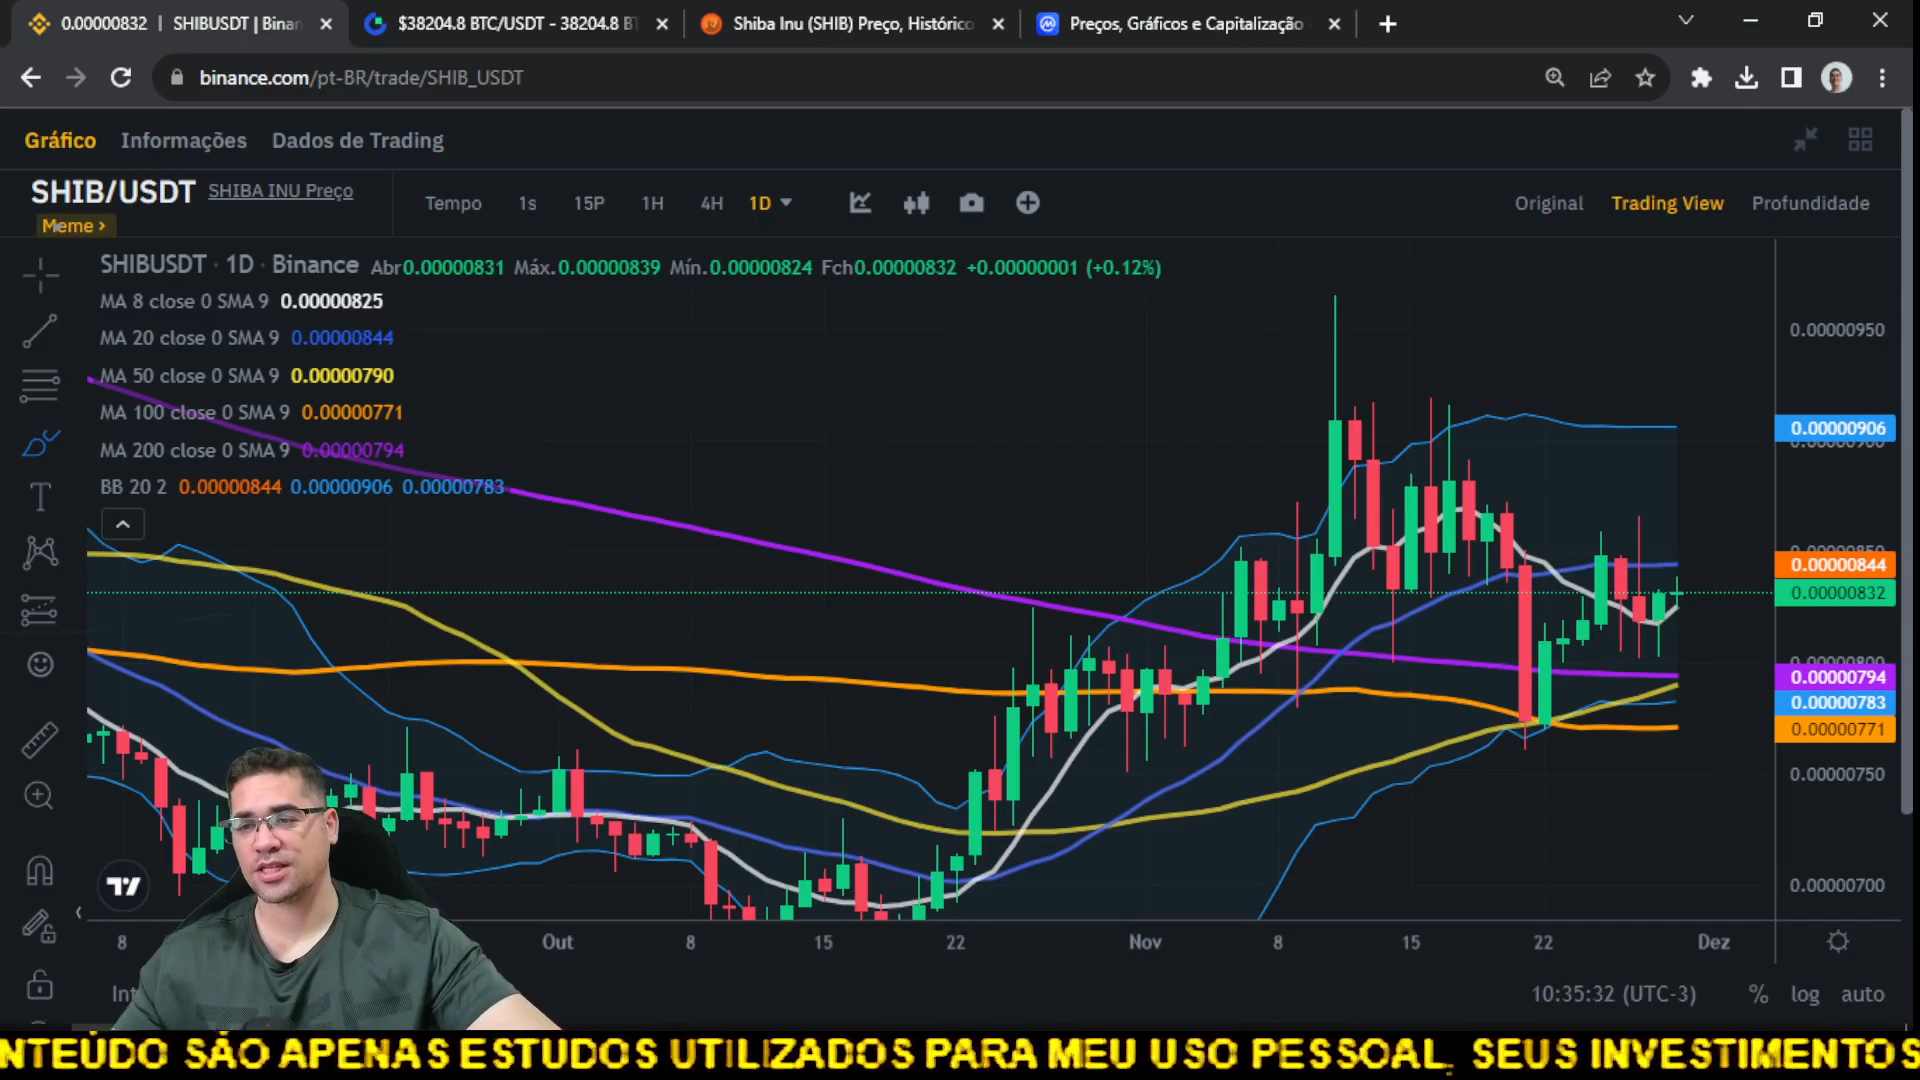 0.00000832 | SHIBUSDT | Binan
$38204.8 BTC/USDT - 38204.8 BT
Shiba Inu (SHIB) Preço, Histórico
Preços, Gráficos e Capitalização
binance.com/pt-BR/trade/SHIB_USDT
Gráfico Informações Dados de Trading
SHIB/USDT SHIBA INU Preço
Meme >
Tempo 1s 15P 1H 4H 1D
Original Trading View Profundidade
SHIBUSDT · 1D · Binance Abr0.00000831 Máx.0.00000839 Mín.0.00000824 Fch0.00000832 +0.00000001 (+0.12%)
MA 8 close 0 SMA 9 0.00000825
MA 20 close 0 SMA 9 0.00000844
MA 50 close 0 SMA 9 0.00000790
MA 100 close 0 SMA 9 0.00000771
MA 200 close 0 SMA 9 0.00000794
BB 20 2 0.00000844 0.00000906 0.00000783
0.00000950
0.00000906
0.00000844
0.00000832
0.00000794
0.00000783
0.00000771
0.00000750
0.00000700
8 Out 8 15 22 Nov 8 15 22 Dez
Int
10:35:32 (UTC-3) % log auto
NTEÚDO SÃO APENAS ESTUDOS UTILIZADOS PARA MEU USO PESSOAL. SEUS INVESTIMENTOS